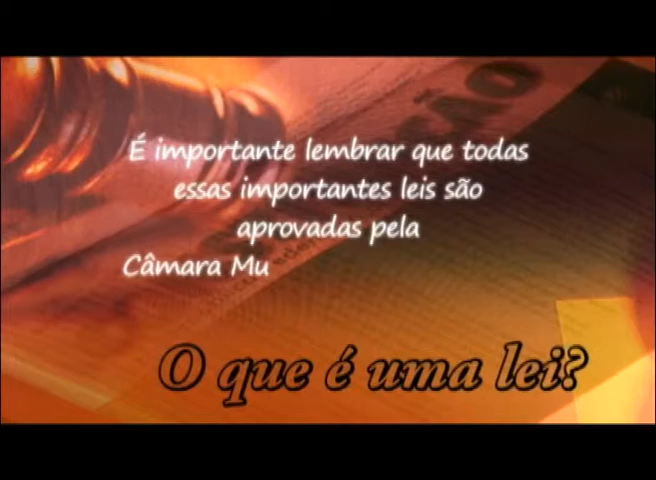 É importante lembrar que todas
essas importantes leis são
aprovadas pela
Câmara Mu
O que é uma lei?